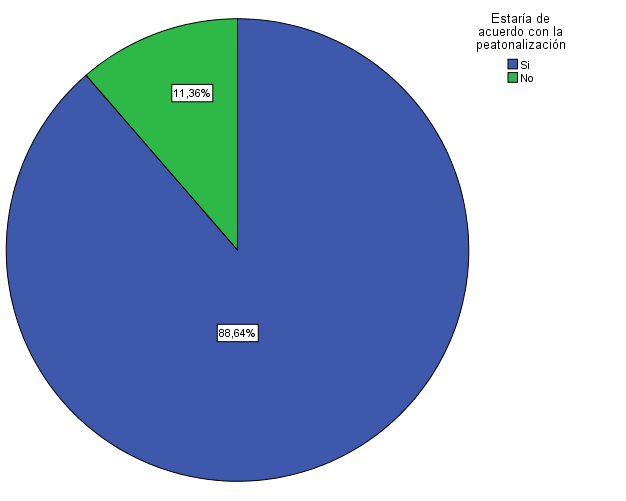 Estaría de
acuerdo con la
peatonalización
Si
No
11,36%
88,64%